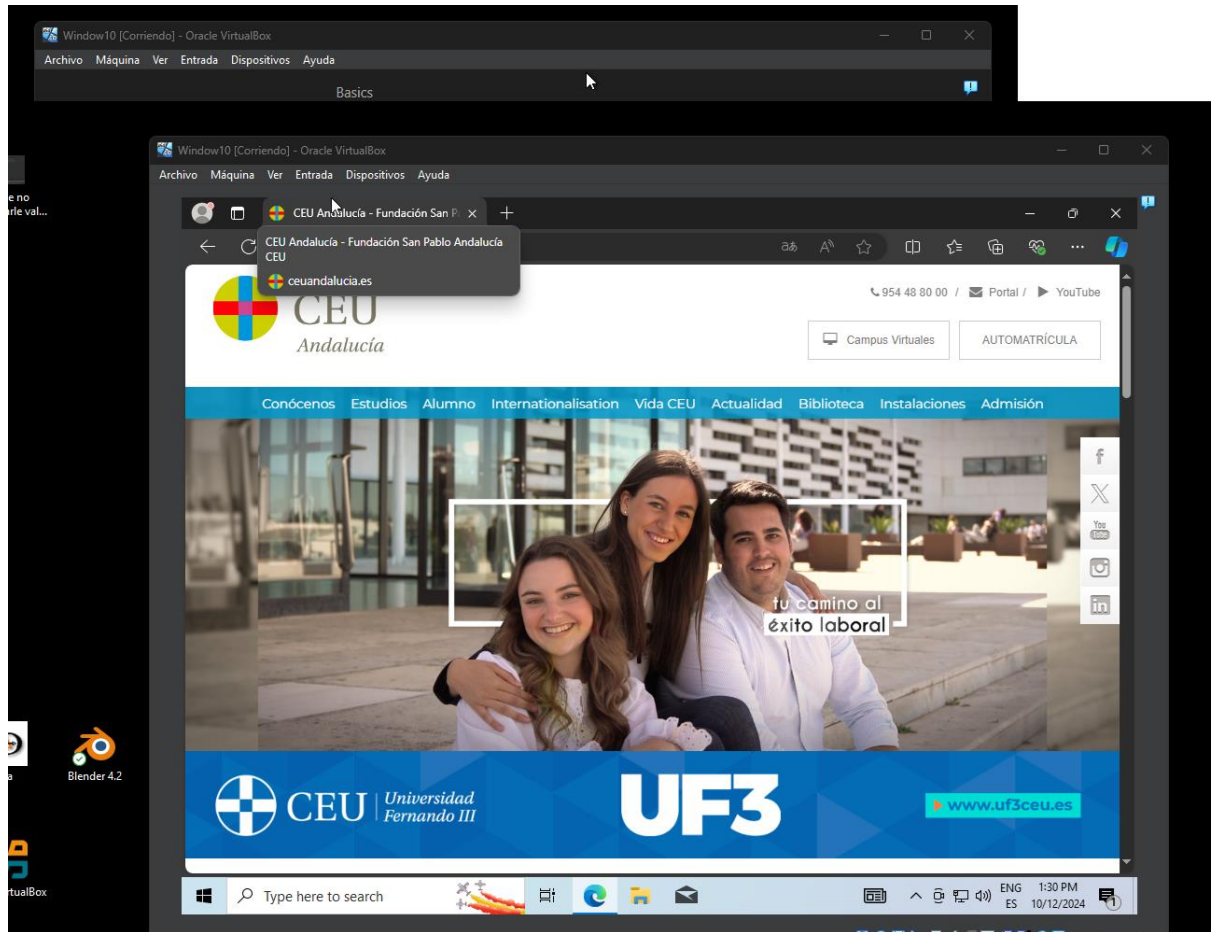 Window10 [Corriendo] - Oracle VirtualBox
Archivo Máquina Ver Entrada Dispositivos Ayuda
Basics
Window10 [Corriendo] - Oracle VirtualBox
Archivo Máquina Ver Entrada Dispositivos Ayuda
e no
rle val...
CEU Andalucía - Fundación San P
CEU Andalucía - Fundación San Pablo Andalucía
CEU
ceuandalucia.es
CEU
Andalucía
954 48 80 00 / Portal / YouTube
Campus Virtuales
AUTOMATRÍCULA
Conócenos Estudios Alumno Internationalisation Vida CEU Actualidad Biblioteca Instalaciones Admisión
You
Tube
tu camino al
éxito laboral
a
Blender 4.2
CEU Universidad
Fernando III
UF3
www.uf3ceu.es
rtualBox
Type here to search
ENG
ES
1:30 PM
10/12/2024
1